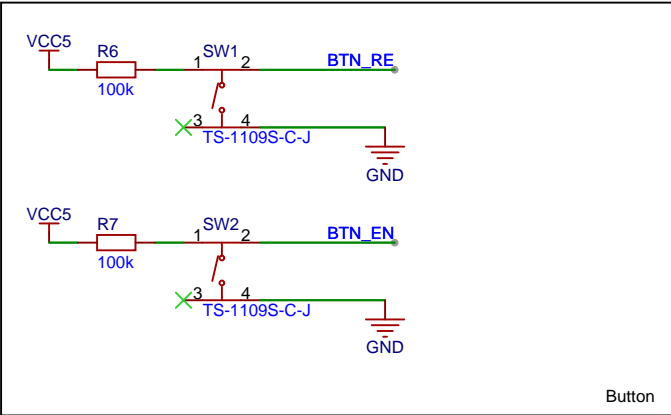 VCC5
R6
100k
SW1
1 2
BTN_RE
3 4
TS-1109S-C-J
GND
VCC5
R7
100k
SW2
1 2
BTN_EN
3 4
TS-1109S-C-J
GND
Button